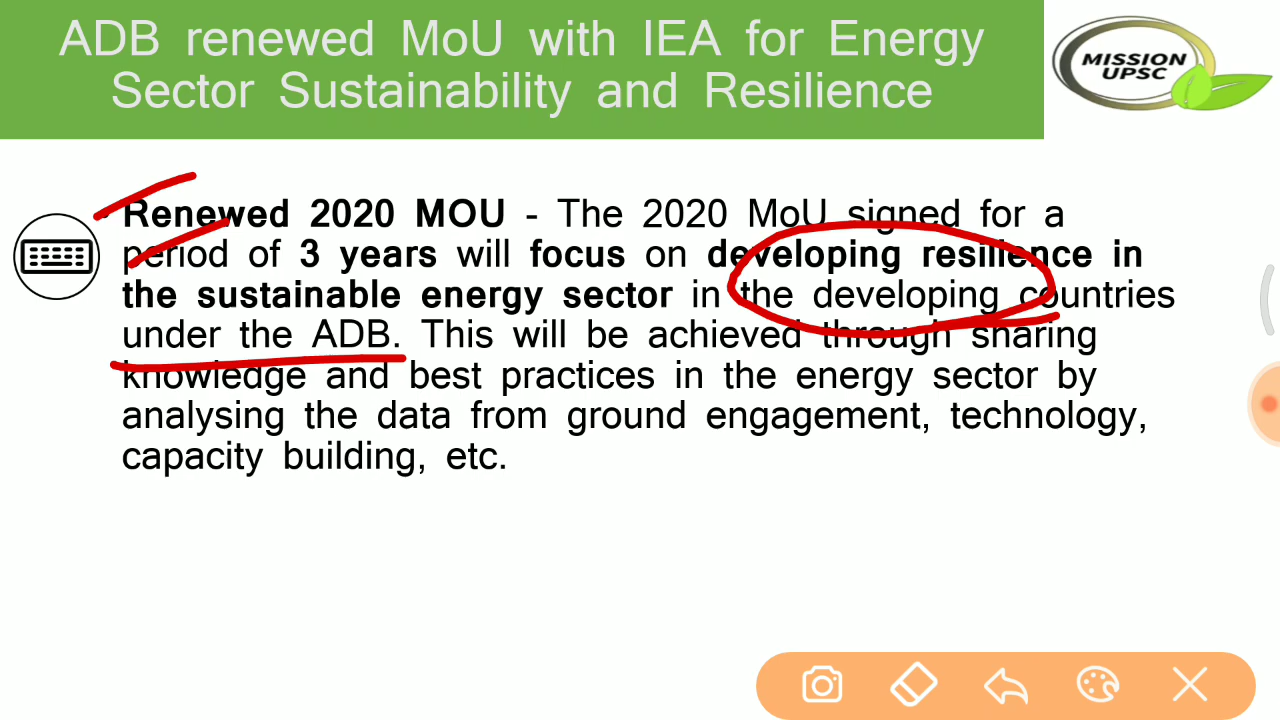 ADB renewed MoU with IEA for Energy
Sector Sustainability and Resilience
MISSION
UPSC
Renewed 2020 MOU - The 2020 MoU signed for a
period of 3 years will focus on developing resilience in
the sustainable energy sector in the developing countries
under the ADB. This will be achieved through sharing
knowledge and best practices in the energy sector by
analysing the data from ground engagement, technology,
capacity building, etc.